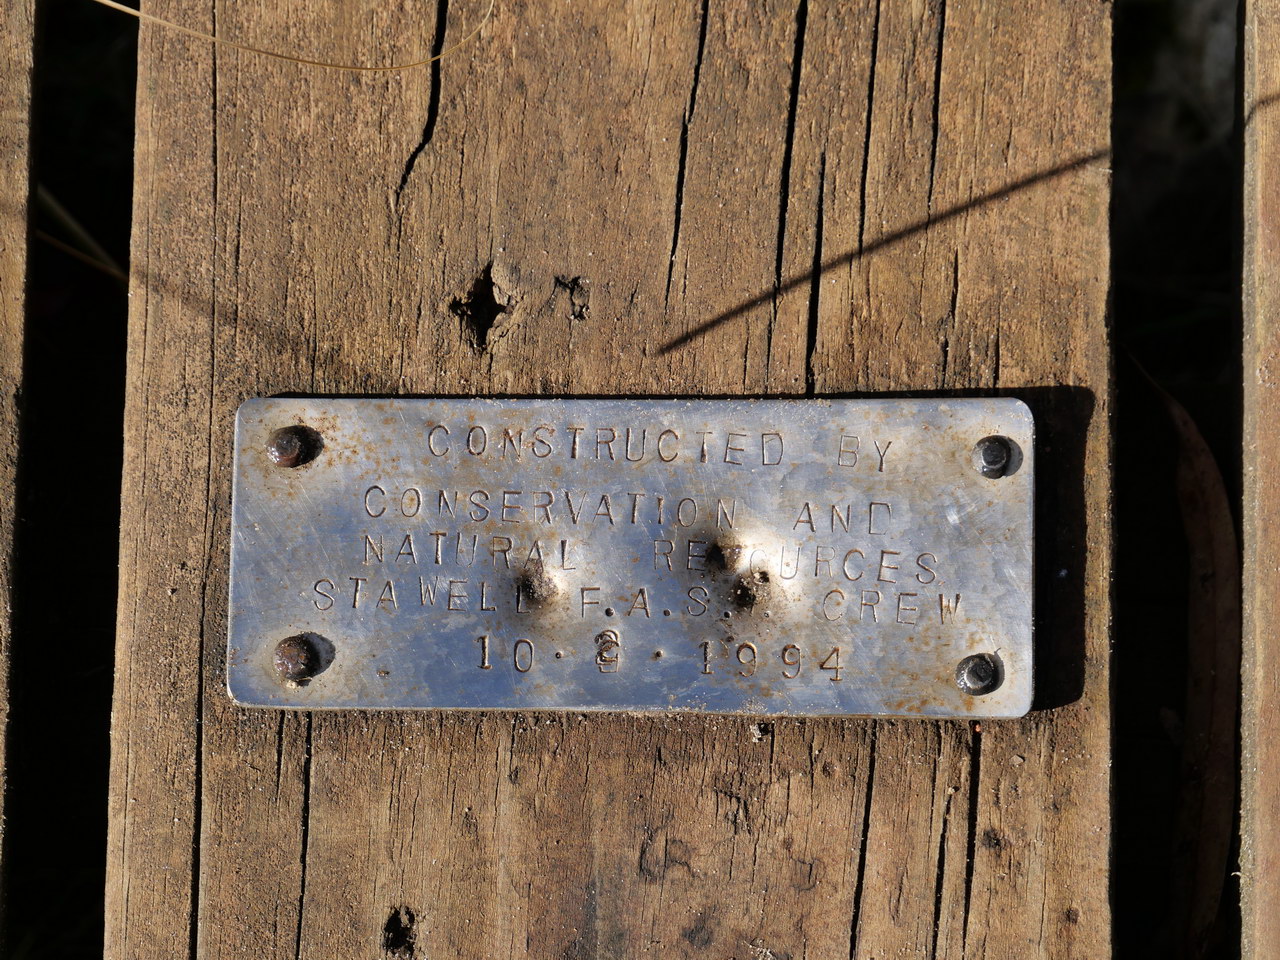 CONSTRUCTED BY
CONSERVATION AND
NATURAL
STAWELL F.A.S. CREW
10 . . 1994